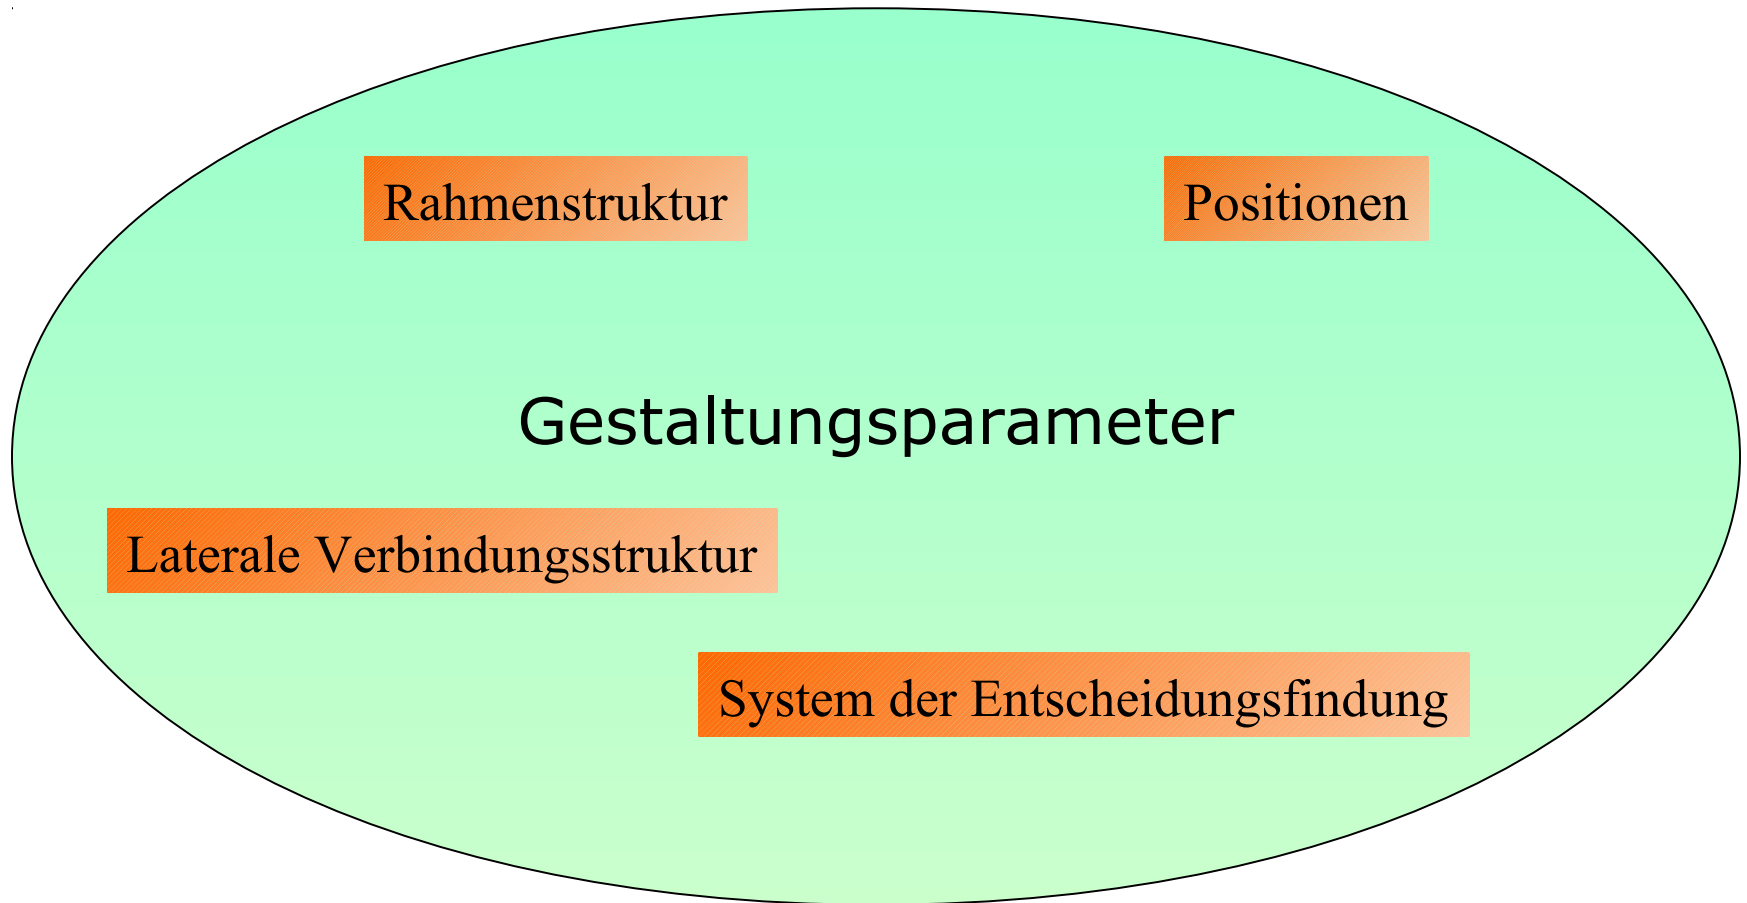 Rahmenstruktur
Positionen
Gestaltungsparameter
Laterale Verbindungsstruktur
System der Entscheidungsfindung